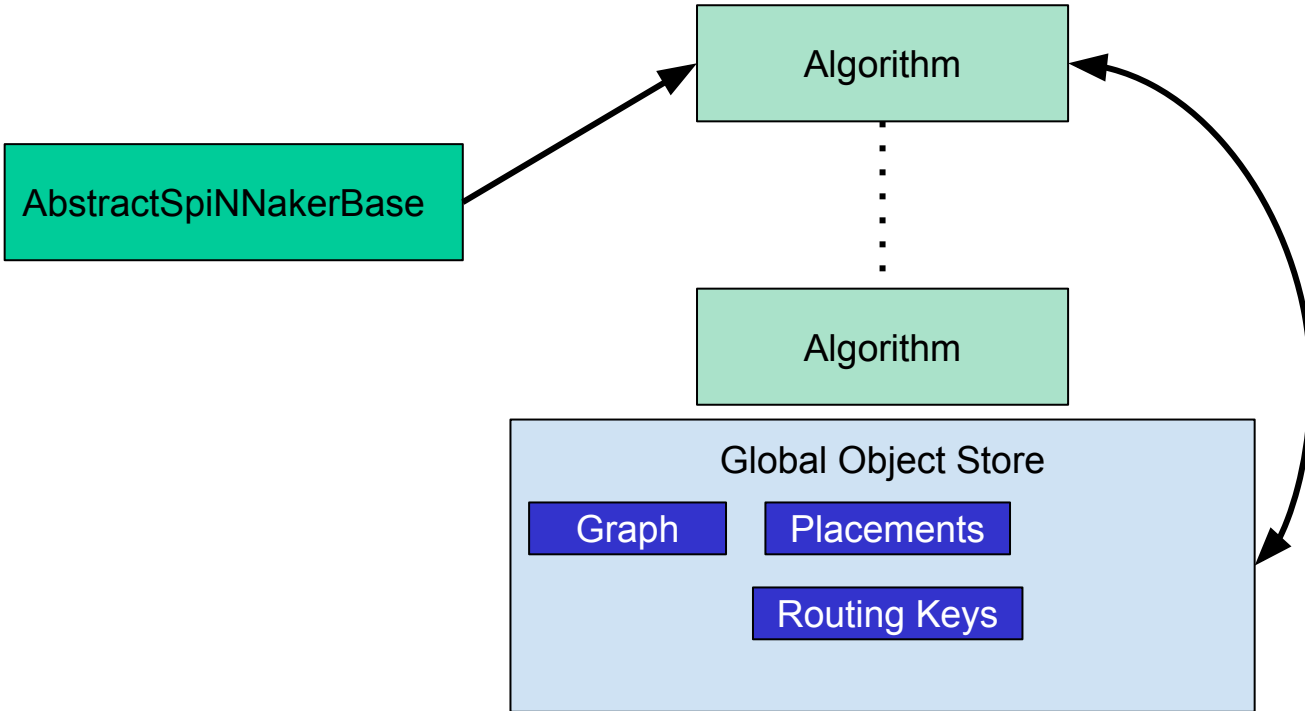 Algorithm
AbstractSpiNNakerBase
Algorithm
Global Object Store
Graph
Placements
Routing Keys